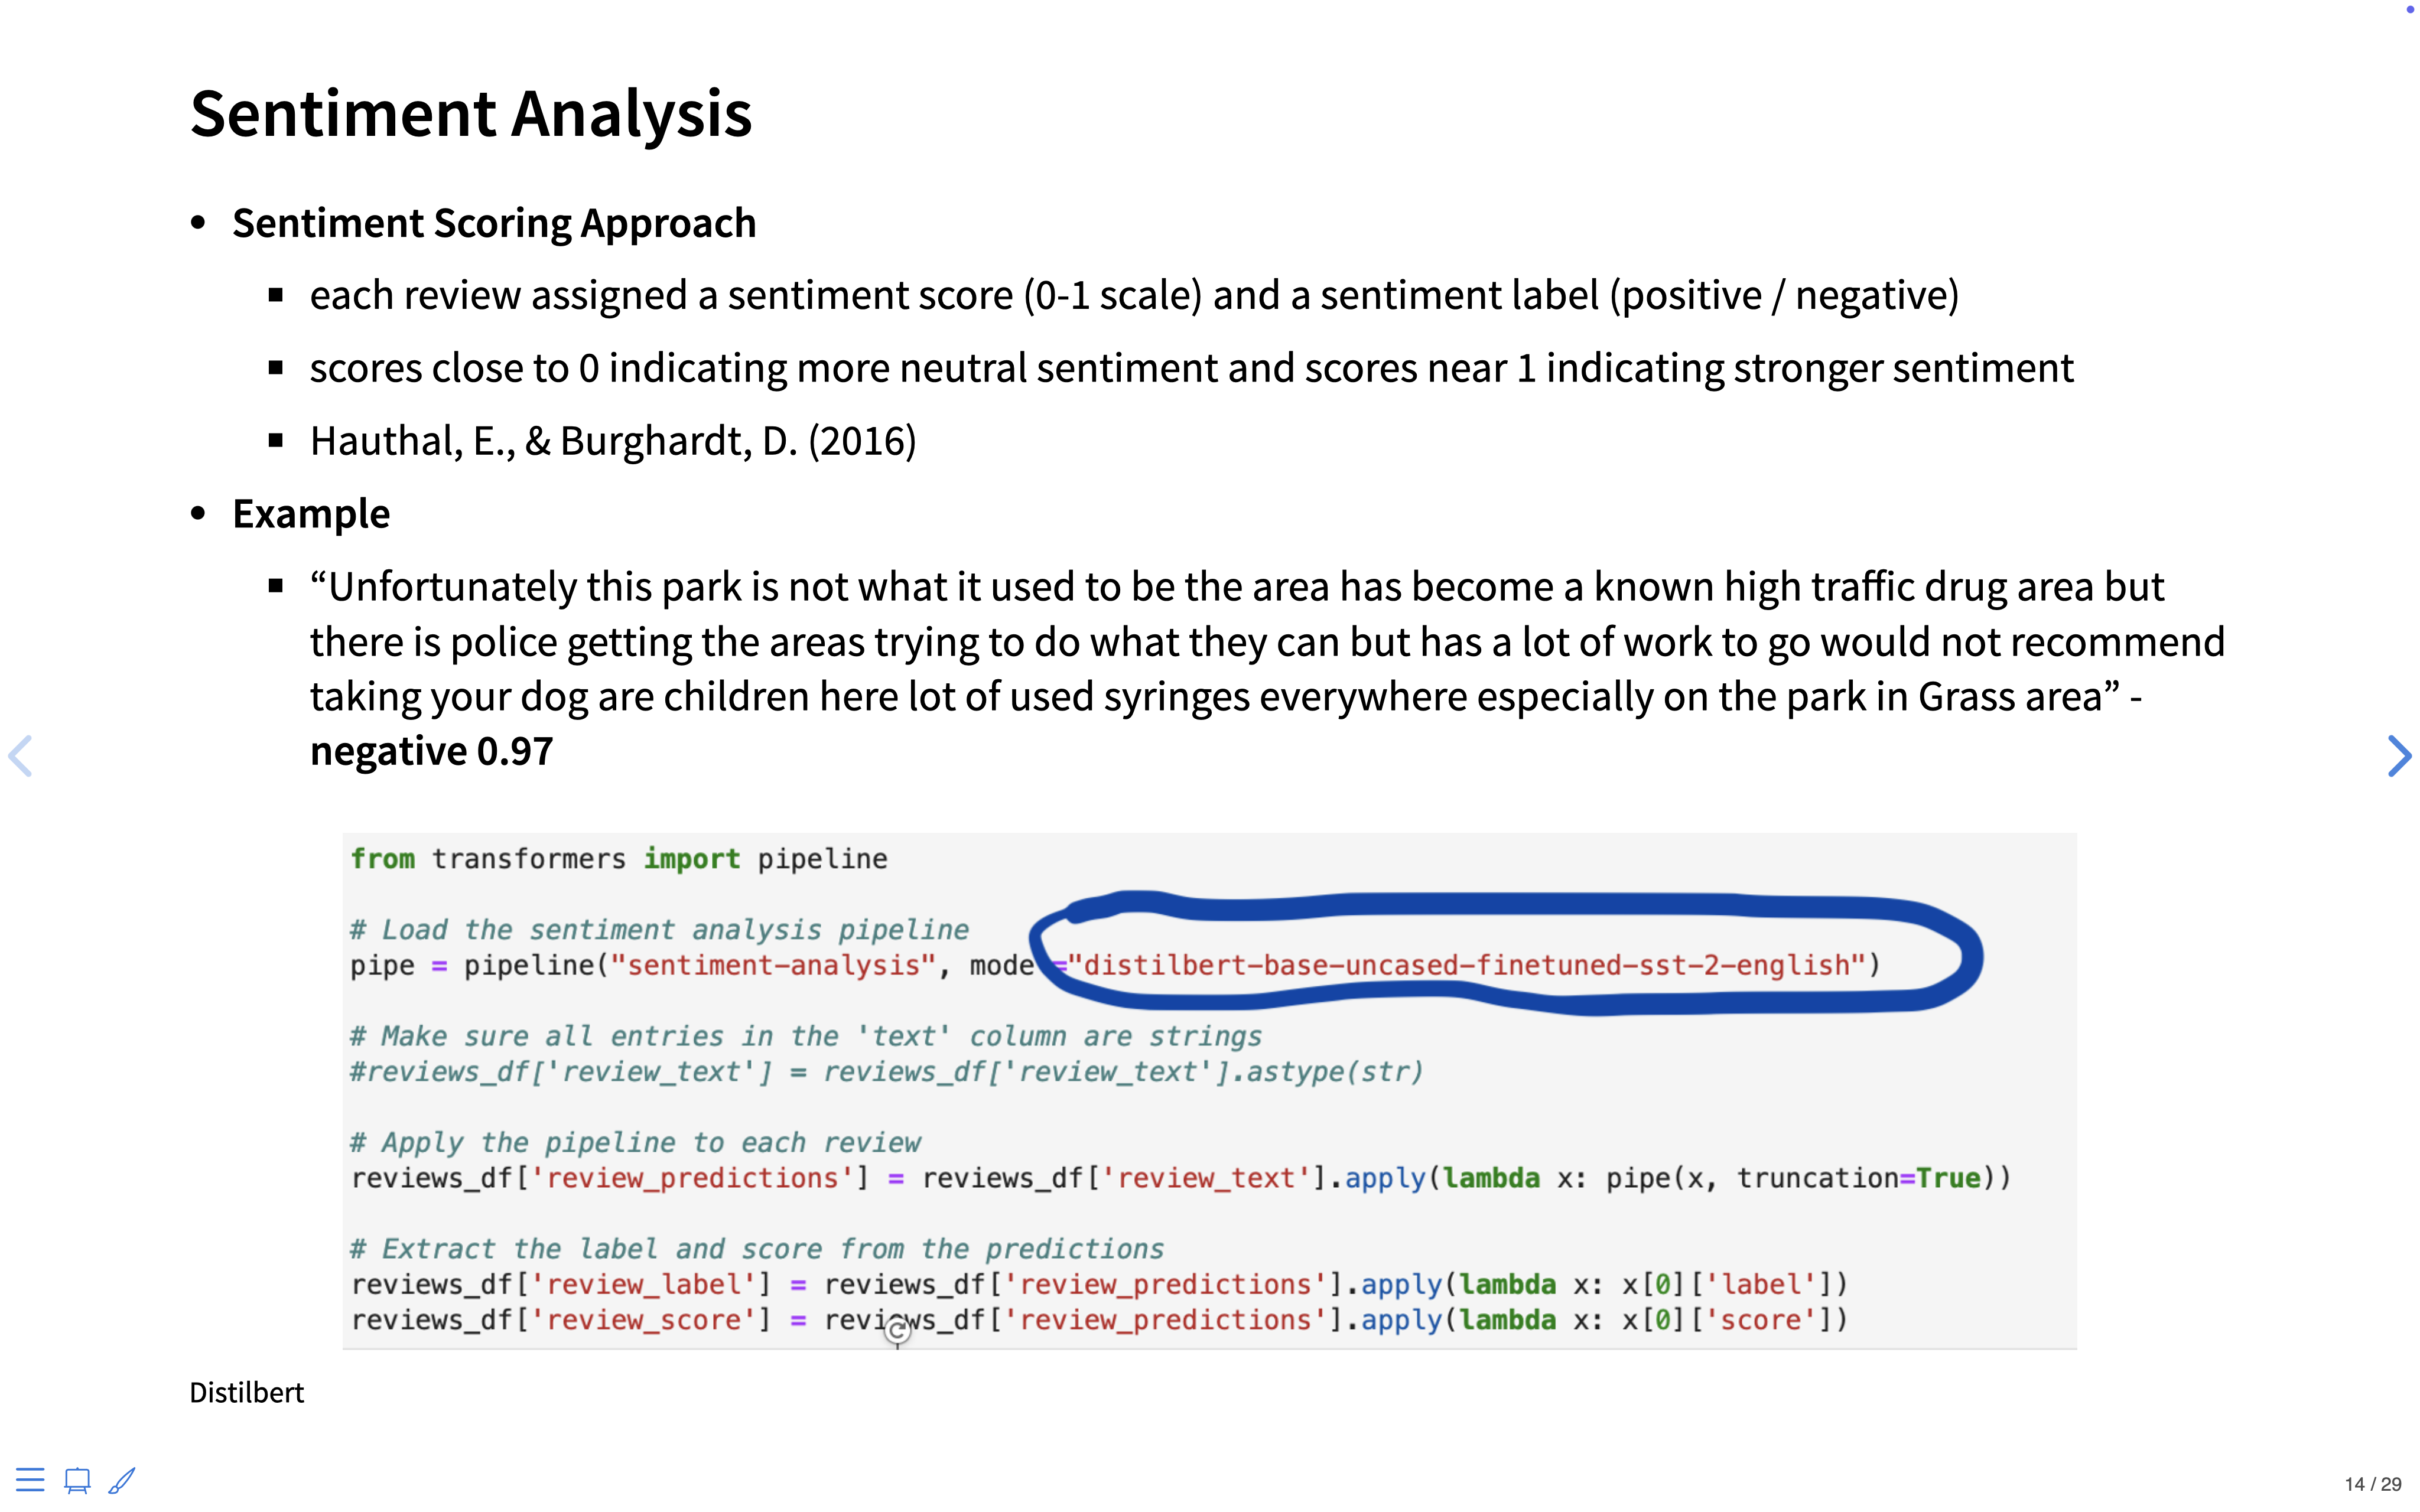 Sentiment Analysis
• Sentiment Scoring Approach
▪ each review assigned a sentiment score (0-1 scale) and a sentiment label (positive / negative)
▪ scores close to 0 indicating more neutral sentiment and scores near 1 indicating stronger sentiment
▪ Hauthal, E., & Burghardt, D. (2016)
• Example
▪ “Unfortunately this park is not what it used to be the area has become a known high traffic drug area but
there is police getting the areas trying to do what they can but has a lot of work to go would not recommend
taking your dog are children here lot of used syringes everywhere especially on the park in Grass area” -
negative 0.97
from transformers import pipeline
# Load the sentiment analysis pipeline
pipe = pipeline("sentiment-analysis", mode="distilbert-base-uncased-finetuned-sst-2-english")
# Make sure all entries in the 'text' column are strings
#reviews_df['review_text'] = reviews_df['review_text'].astype(str)
# Apply the pipeline to each review
reviews_df['review_predictions'] = reviews_df['review_text'].apply(lambda x: pipe(x, truncation=True))
# Extract the label and score from the predictions
reviews_df['review_label'] = reviews_df['review_predictions'].apply(lambda x: x[0]['label'])
reviews_df['review_score'] = reviews_df['review_predictions'].apply(lambda x: x[0]['score'])
Distilbert
14 / 29